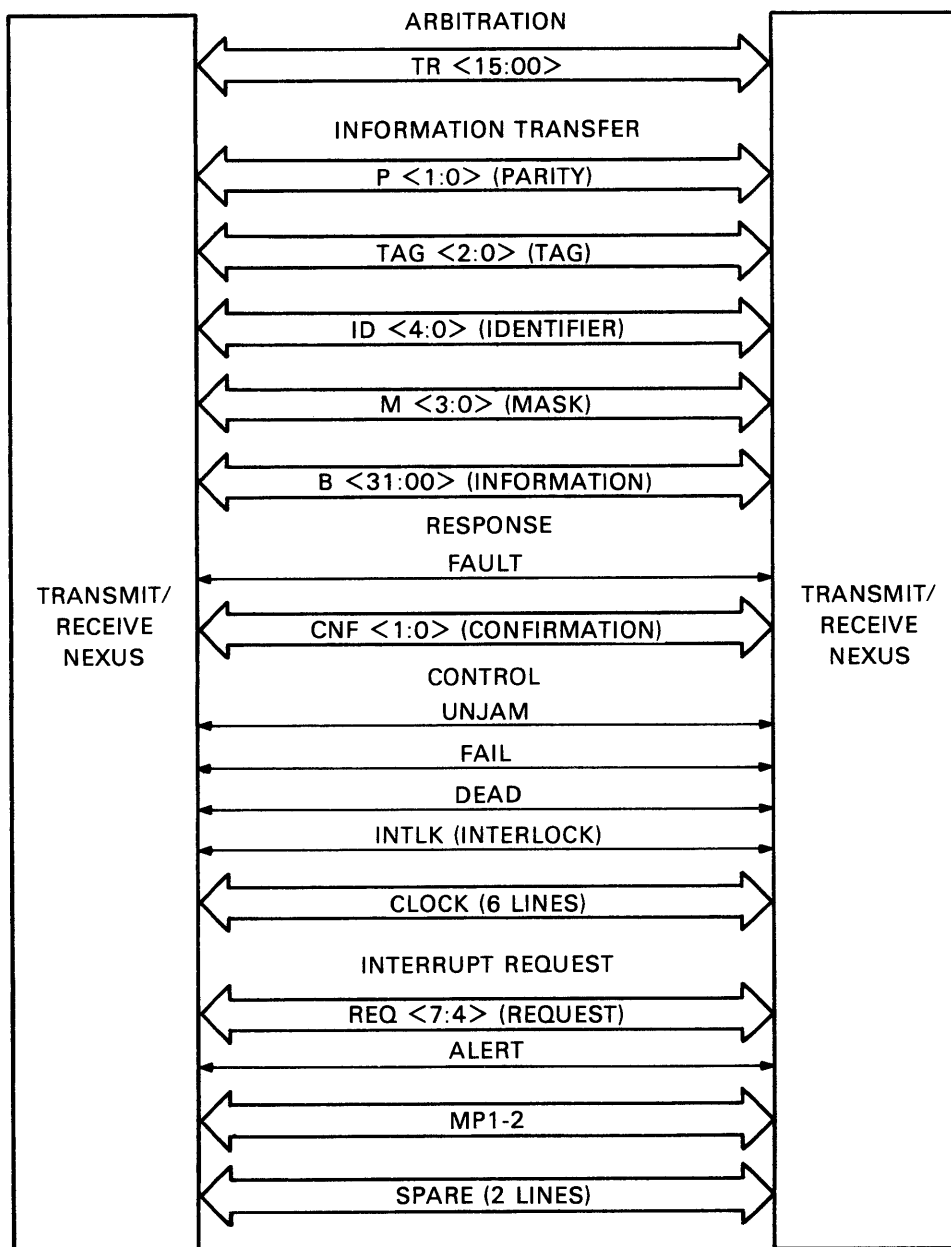 ARBITRATION
TR <15:00>
INFORMATION TRANSFER
P <1:0> (PARITY)
TAG <2:0> (TAG)
ID <4:0> (IDENTIFIER)
M <3:0> (MASK)
B <31:00> (INFORMATION)
RESPONSE
FAULT
TRANSMIT/
RECEIVE
NEXUS
TRANSMIT/
RECEIVE
NEXUS
CNF <1:0> (CONFIRMATION)
CONTROL
UNJAM
FAIL
DEAD
INTLK (INTERLOCK)
CLOCK (6 LINES)
INTERRUPT REQUEST
REQ <7:4> (REQUEST)
ALERT
MP1-2
SPARE (2 LINES)